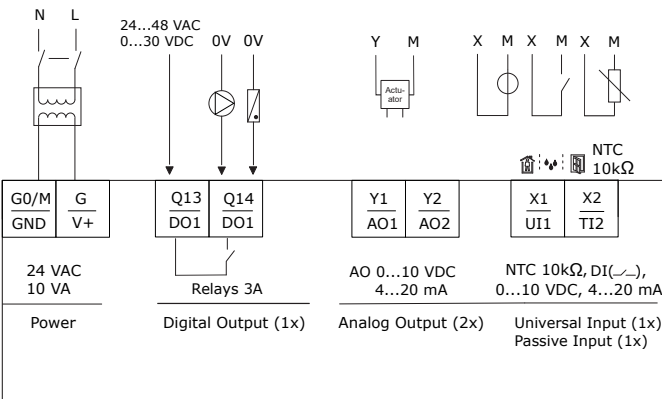 N L
24...48 VAC
0...30 VDC 0V 0V
Y M
X M X M X M
Actu-
ator
NTC
10kΩ
G0/M G
GND V+
Q13 Q14
DO1 DO1
Y1 Y2
AO1 AO2
X1 X2
UI1 TI2
24 VAC
10 VA
Relays 3A
AO 0...10 VDC
4...20 mA
NTC 10kΩ, DI( ),
0...10 VDC, 4...20 mA
Power
Digital Output (1x)
Analog Output (2x)
Universal Input (1x)
Passive Input (1x)